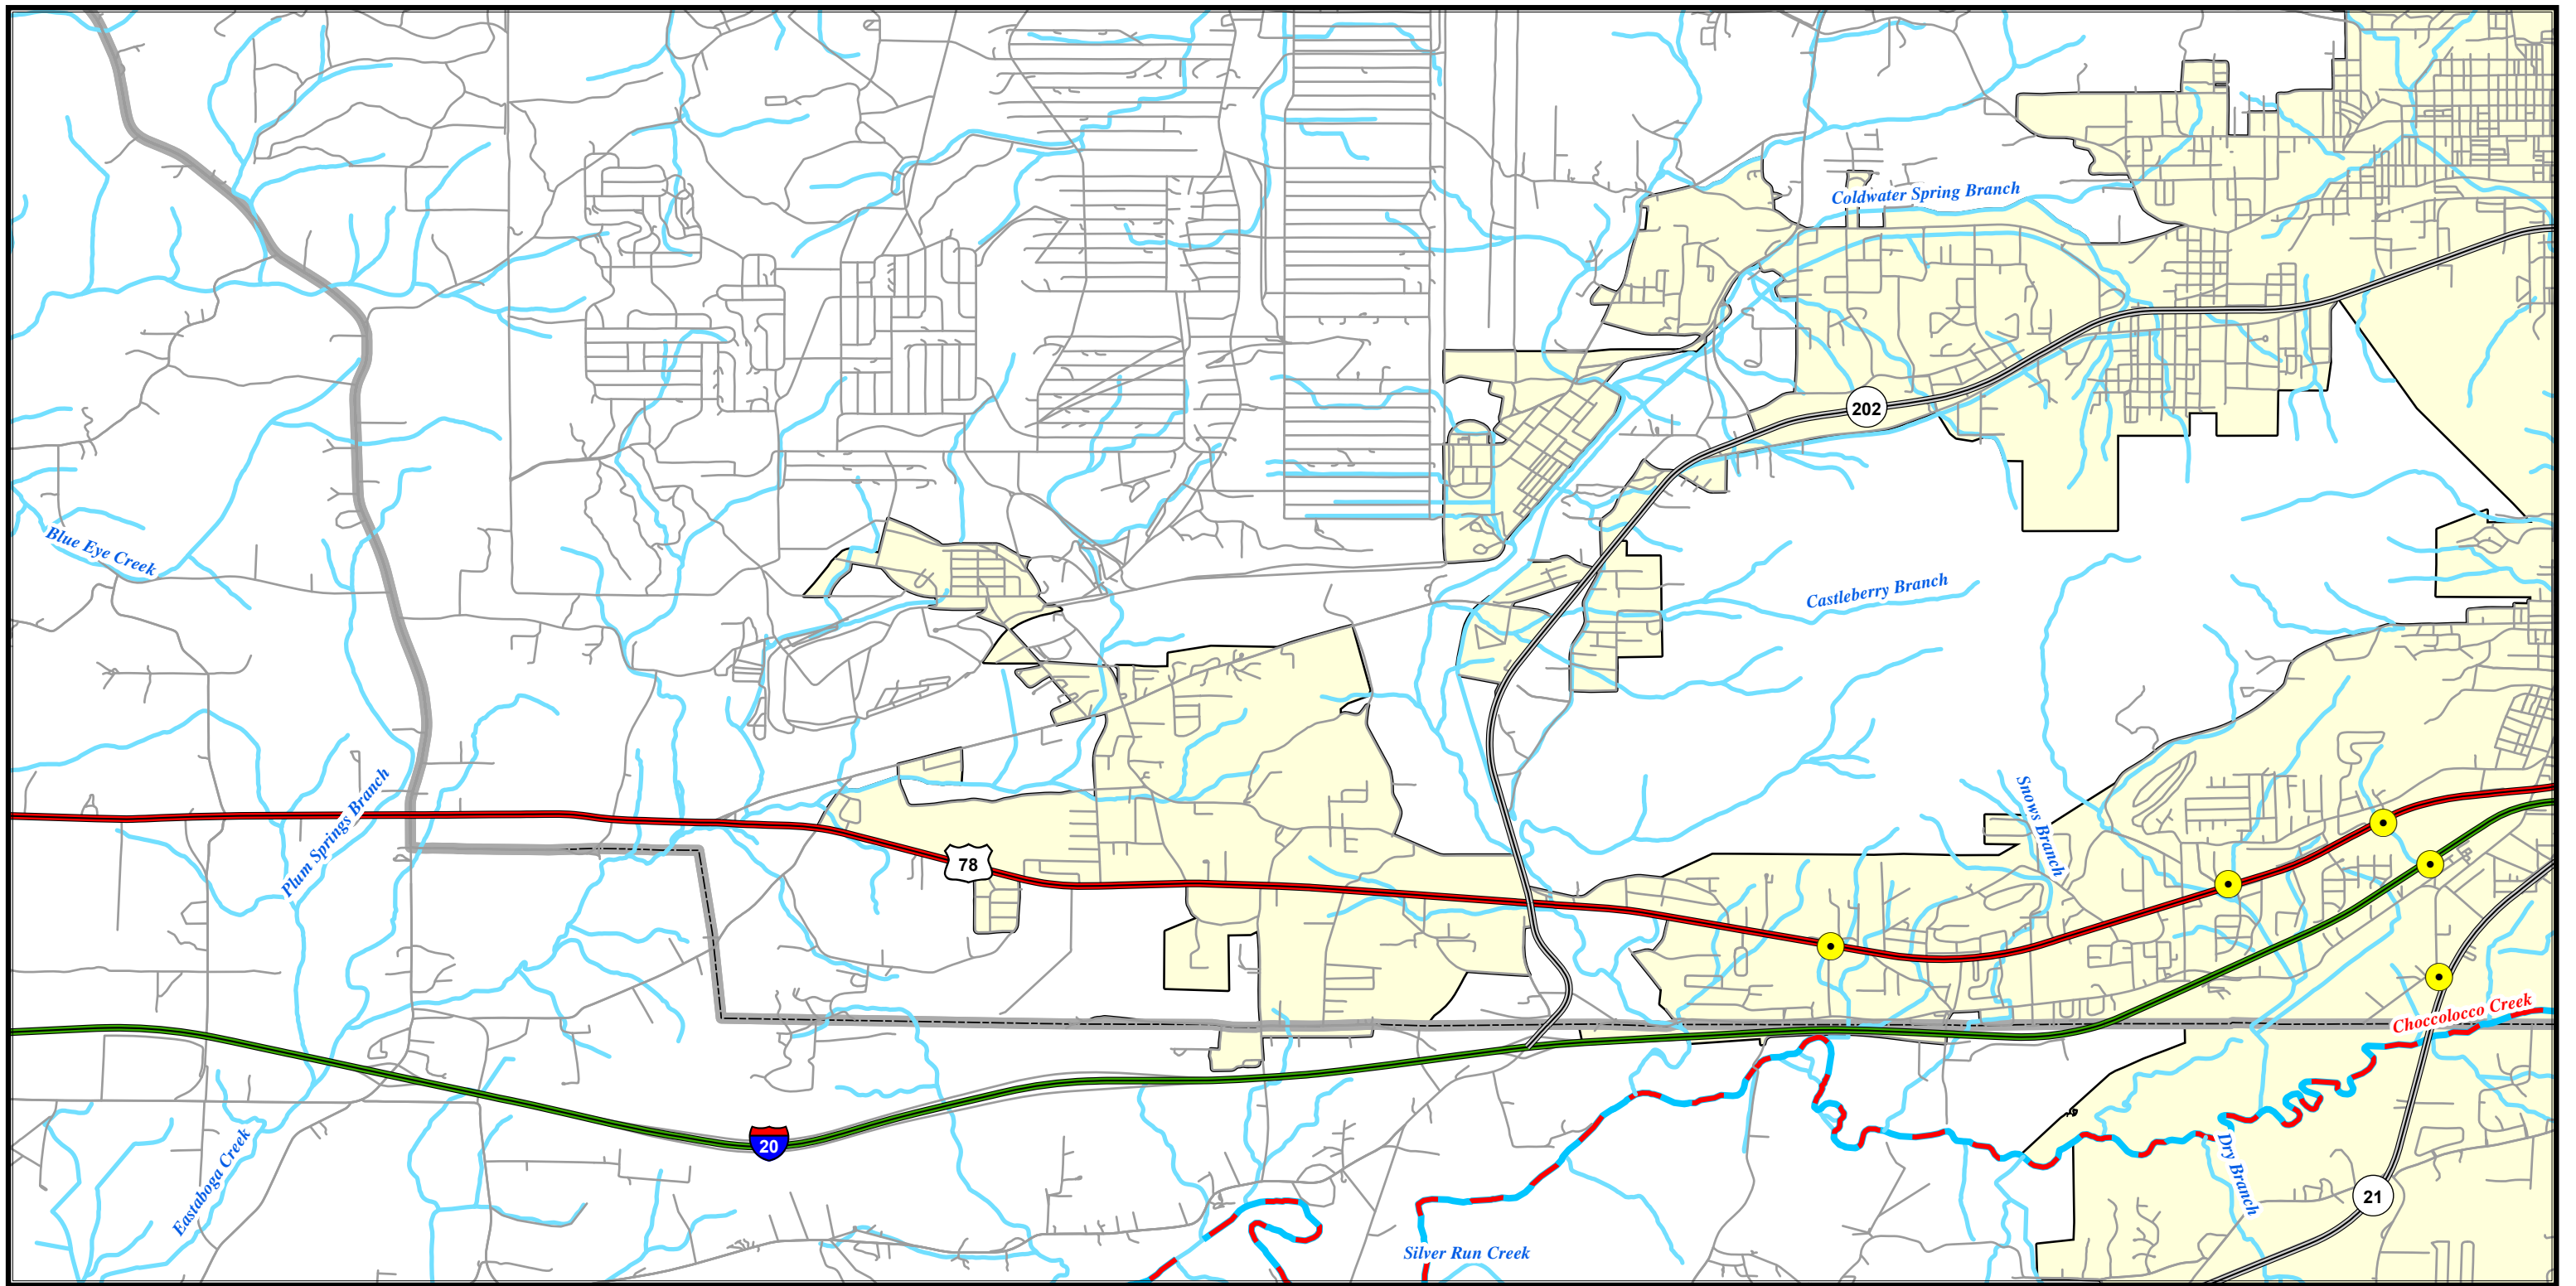 Coldwater Spring Branch
202
Blue Eye Creek
Castleberry Branch
Plum Springs Branch
Snows Branch
78
Choccolocco Creek
20
Eastaboga Creek
Dry Branch
21
Silver Run Creek